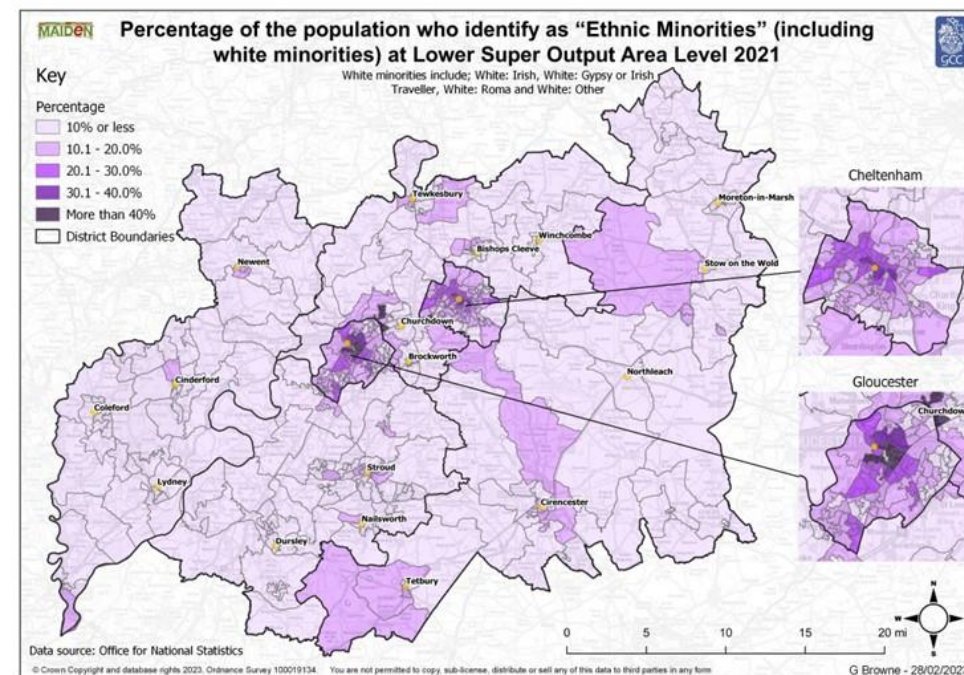 MAIDEN
Percentage of the population who identify as “Ethnic Minorities” (including
white minorities) at Lower Super Output Area Level 2021
GCC
White minorities include; White: Irish, White: Gypsy or Irish
Traveller, White: Roma and White: Other
Key
Percentage
10% or less
10.1 - 20.0%
20.1 - 30.0%
30.1 - 40.0%
More than 40%
District Boundaries
Cheltenham
Tewkesbury
Moreton-in-Marsh
Winchcombe
Bishops Cleeve
Newent
Stow on the Wold
Churchdown
Brockworth
Northleach
Cinderford
Coleford
Gloucester
Churchdow
Stroud
Lydney
Cirencester
Nailsworth
Dursley
Tetbury
N
W
E
S
0 5 10 15 20 mi
Data source: Office for National Statistics
© Crown Copyright and database rights 2023, Ordnance Survey 100019134. You are not permitted to copy, sub-license, distribute or sell any of this data to third parties in any form
G Browne - 28/02/2023